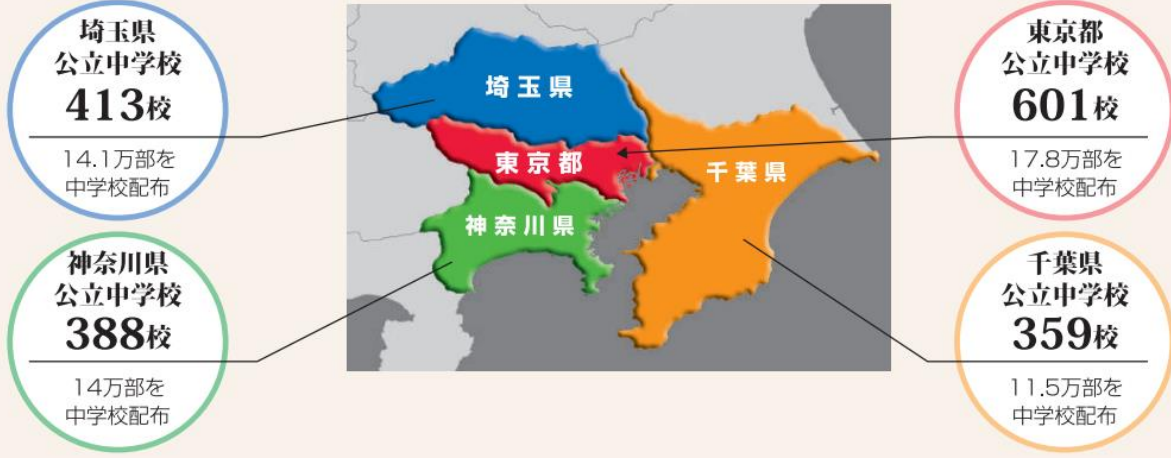 埼玉県
公立中学校
413校
14.1万部を
中学校配布
神奈川県
公立中学校
388校
14万部を
中学校配布
埼玉県
東京都
千葉県
神奈川県
東京都
公立中学校
601校
17.8万部を
中学校配布
千葉県
公立中学校
359校
11.5万部を
中学校配布